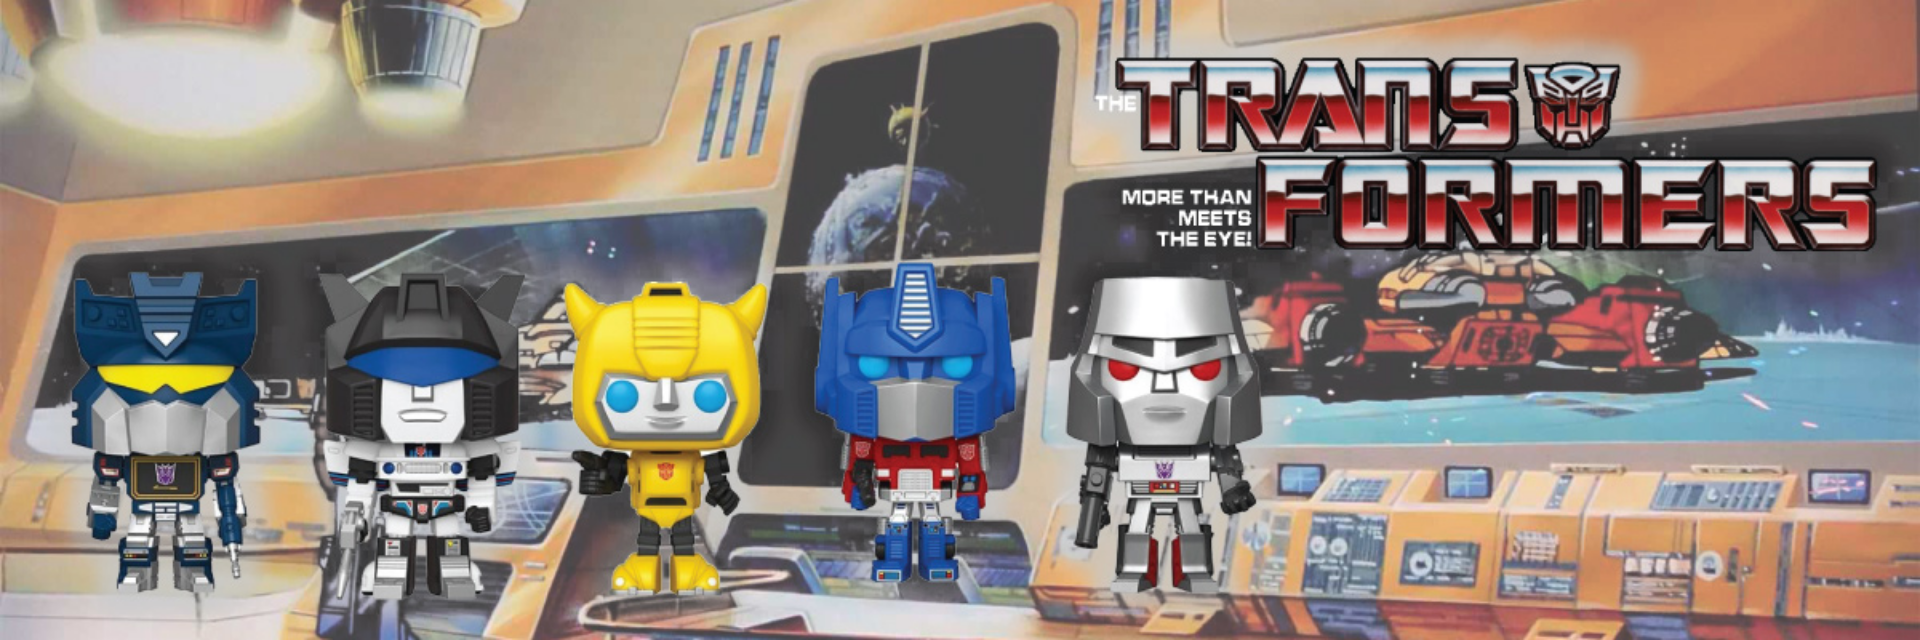 THE TRANS
FORMERS
MORE THAN
MEETS
THE EYE!